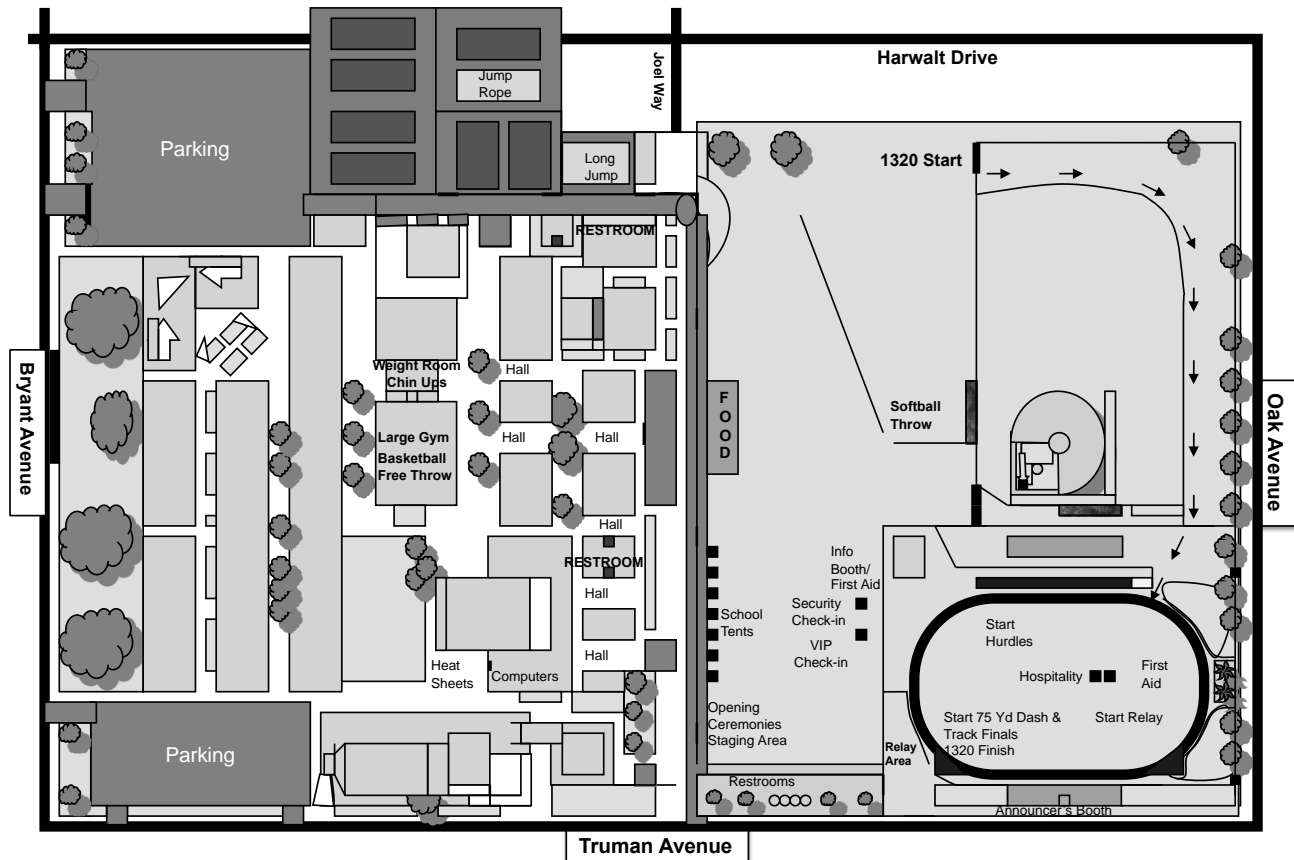 Harwalt Drive
Joel Way
Jump
Rope
Parking
Long
Jump
1320 Start
RESTROOM
Bryant Avenue
Weight Room
Chin Ups
Hall
Large Gym
Basketball
Free Throw
Hall
Hall
FOOD
Softball
Throw
Oak Avenue
Hall
RESTROOM
Hall
Hall
Info
Booth/
First Aid
Security
Check-in
VIP
Check-in
School
Tents
Start
Hurdles
Heat
Sheets
Computers
Hospitality
First
Aid
Opening
Ceremonies
Staging Area
Start 75 Yd Dash &
Track Finals
1320 Finish
Start Relay
Relay
Area
Parking
Restrooms
Announcer's Booth
Truman Avenue